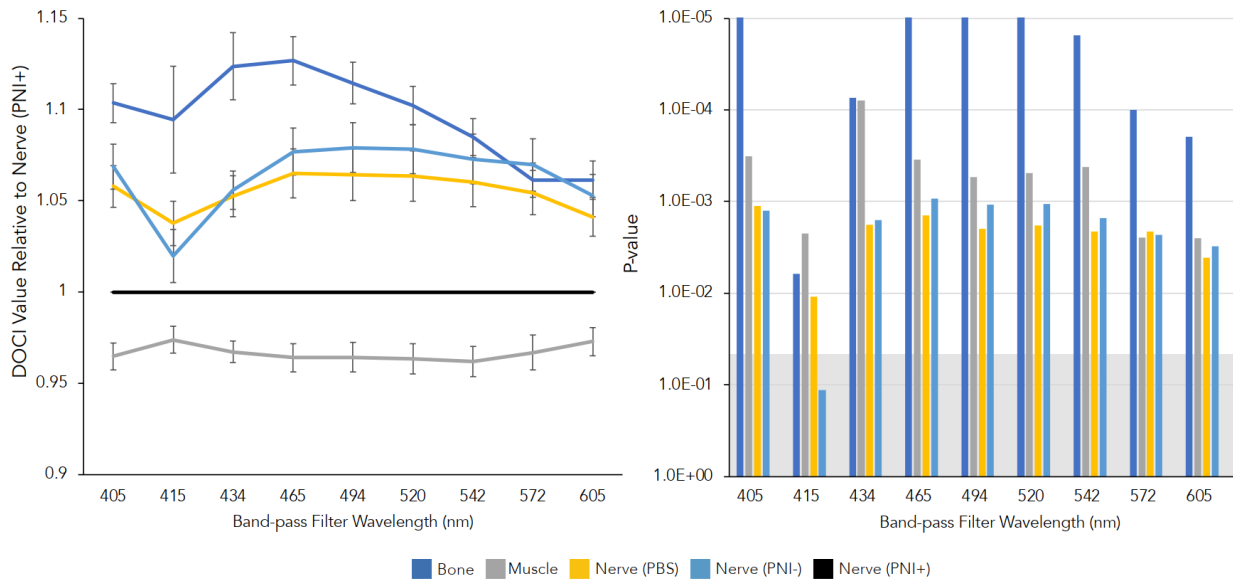 DOCI Value Relative to Nerve (PNI+)
1.15
1.1
1.05
1
0.95
0.9
405 415 434 465 494 520 542 572 605
Band-pass Filter Wavelength (nm)
P-value
1.0E-05
1.0E-04
1.0E-03
1.0E-02
1.0E-01
1.0E+00
405 415 434 465 494 520 542 572 605
Band-pass Filter Wavelength (nm)
Bone Muscle Nerve (PBS) Nerve (PNI-) Nerve (PNI+)